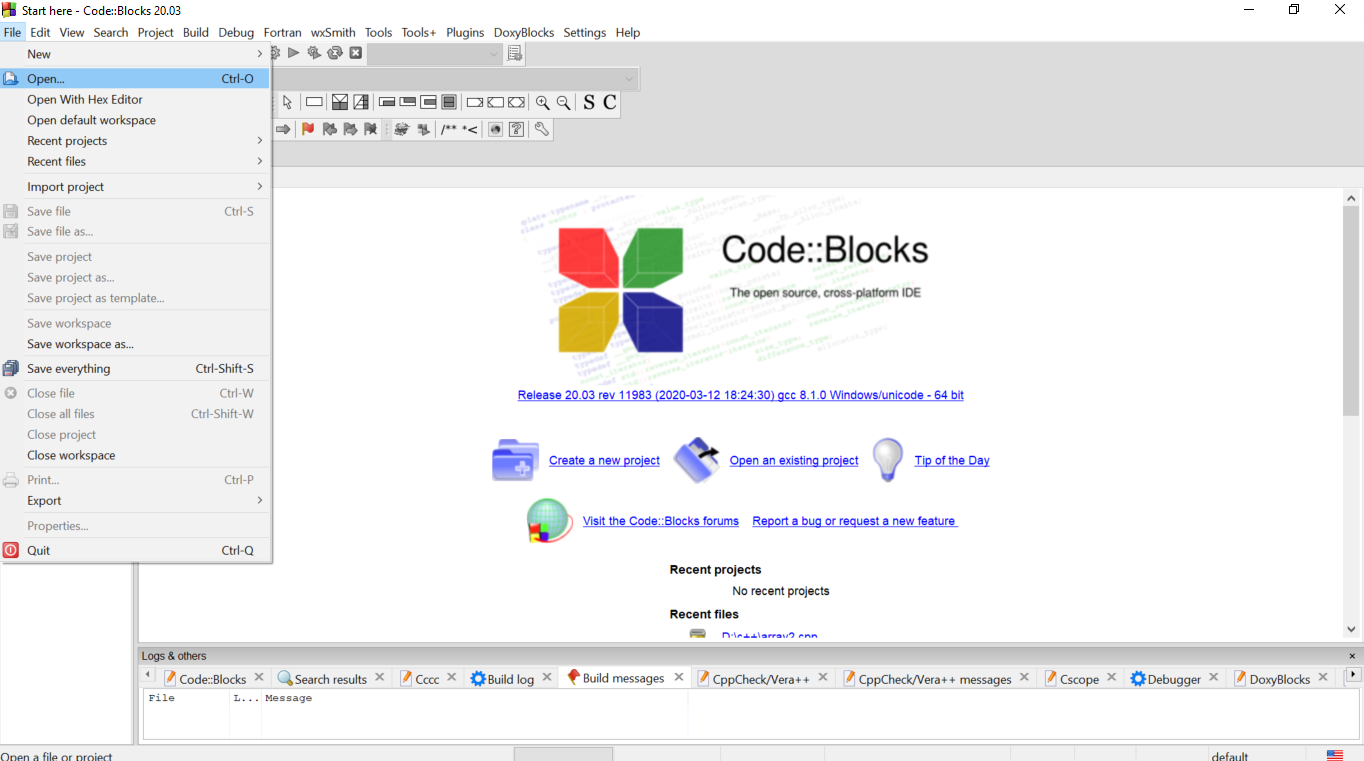 Start here - Code::Blocks 20.03
File Edit View Search Project Build Debug Fortran wxSmith Tools Tools+ Plugins DoxyBlocks Settings Help
New
Open... Ctrl-O
Open With Hex Editor
Open default workspace
Recent projects
Recent files
Import project
Save file Ctrl-S
Save file as...
Save project
Save project as...
Save project as template...
Save workspace
Save workspace as...
Save everything Ctrl-Shift-S
Close file Ctrl-W
Close all files Ctrl-Shift-W
Close project
Close workspace
Print... Ctrl-P
Export
Properties...
Quit Ctrl-Q
S C
/** *<
Code::Blocks
The open source, cross-platform IDE
Release 20.03 rev 11983 (2020-03-12 18:24:30) gcc 8.1.0 Windows/unicode - 64 bit
Create a new project Open an existing project Tip of the Day
Visit the Code::Blocks forums Report a bug or request a new feature
Recent projects
No recent projects
Recent files
D:\c++\array2.cpp
Logs & others
Code::Blocks Search results Cccc Build log Build messages CppCheck/Vera++ CppCheck/Vera++ messages Cscope Debugger DoxyBlocks
File L... Message
Open a file or project default